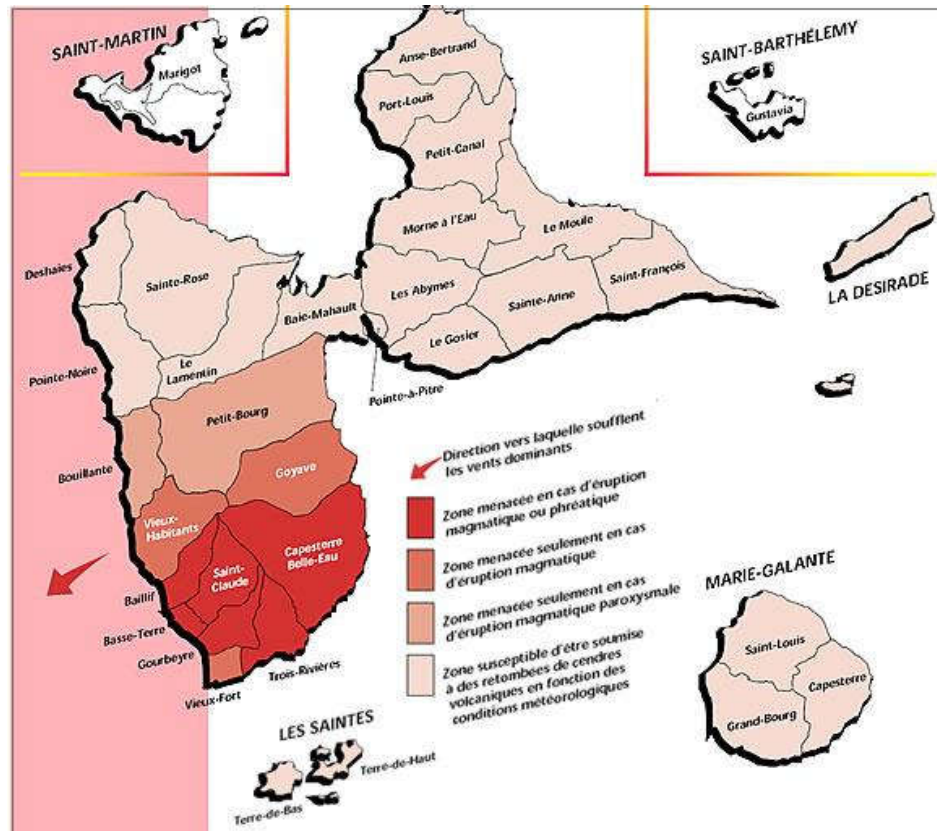 SAINT-MARTIN
Marigot
Anse-Bertrand
Port-Louis
Petit-Canal
SAINT-BARTHÉLEMY
Gustavia
Morne à l'Eau
Le Moule
Deshaies
Sainte-Rose
Les Abymes
Sainte-Anne
Saint-François
LA DESIRADE
Baie-Mahault
Le Gosier
Pointe-Noire
Le
Lamentin
Pointe-à-Pitre
Petit-Bourg
Bouillante
Goyave
Vieux-
Habitants
Saint-
Claude
Capesterre
Belle-Eau
Baillif
Basse-Terre
Gourbeyre
Vieux-Fort
Trois-Rivières
Direction vers laquelle soufflent
les vents dominants
Zone menacée en cas d'éruption
magmatique ou phréatique
Zone menacée seulement en cas
d'éruption magmatique
Zone menacée seulement en cas
d'éruption magmatique paroxysmale
Zone susceptible d'être soumise
à des retombées de cendres
volcaniques en fonction des
conditions météorologiques
MARIE-GALANTE
Saint-Louis
Capesterre
Grand-Bourg
LES SAINTES
Terre-de-Haut
Terre-de-Bas